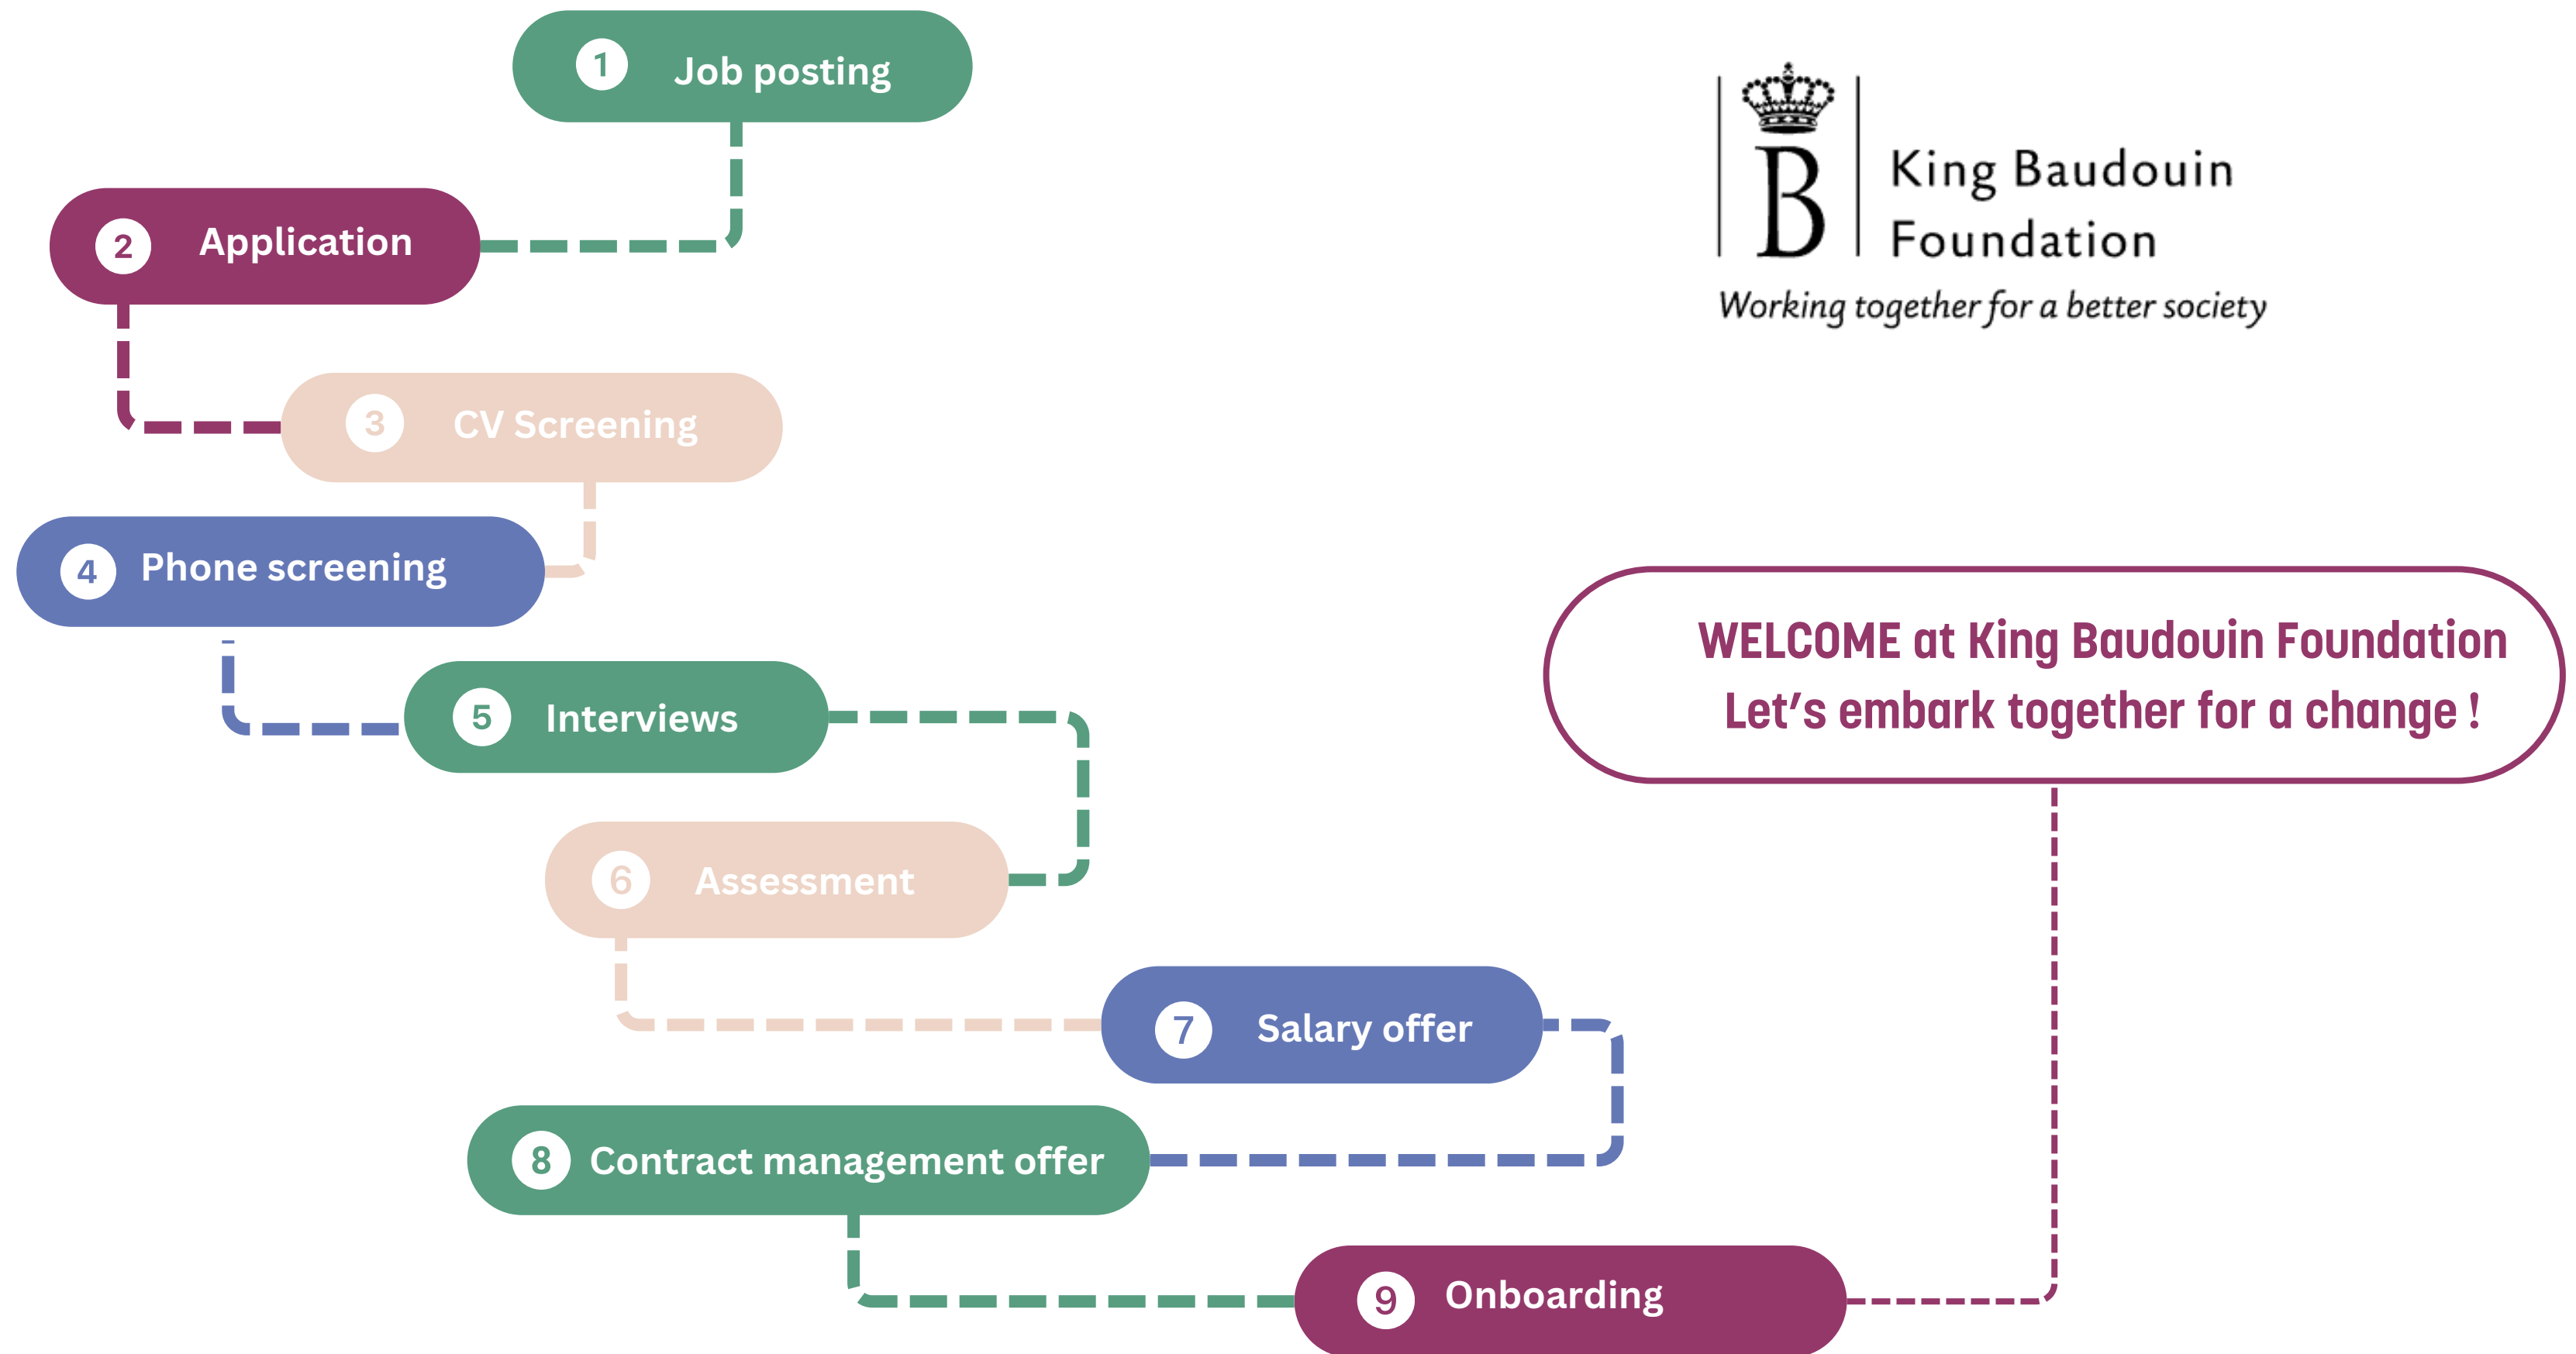 1 Job posting
King Baudouin
Foundation
B
Working together for a better society
2 Application
3 CV Screening
4 Phone screening
5 Interviews
6 Assessment
7 Salary offer
8 Contract management offer
9 Onboarding
WELCOME at King Baudouin Foundation
Let’s embark together for a change !